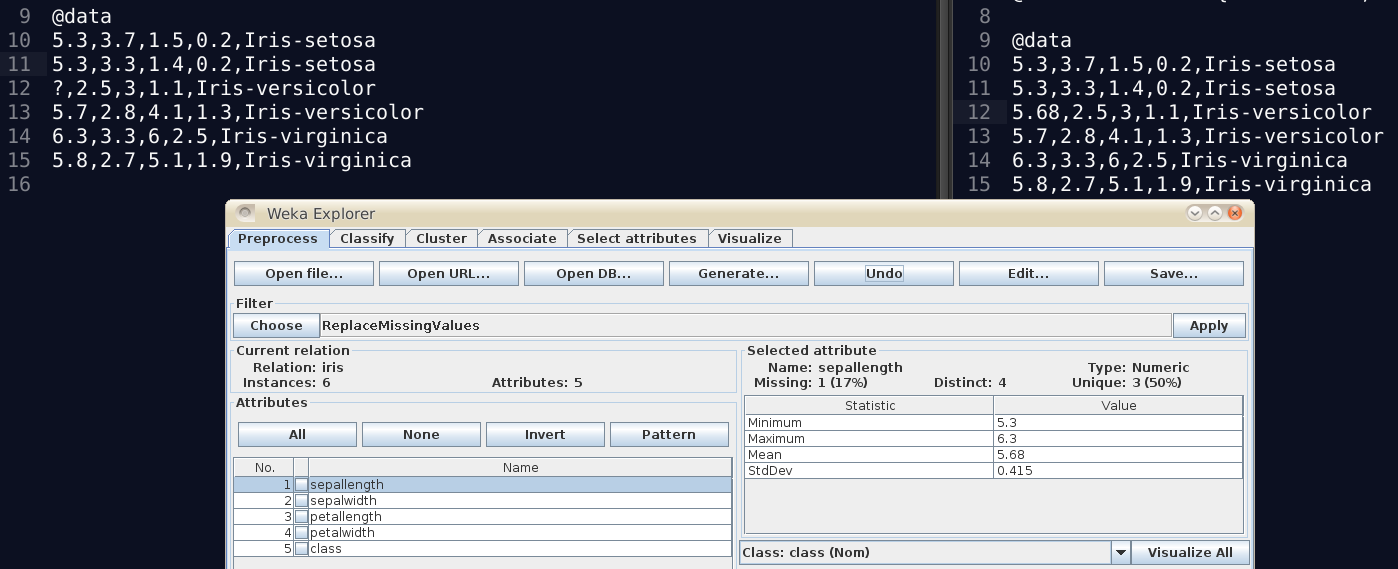 9 @data
10 5.3,3.7,1.5,0.2,Iris-setosa
11 5.3,3.3,1.4,0.2,Iris-setosa
12 ?,2.5,3,1.1,Iris-versicolor
13 5.7,2.8,4.1,1.3,Iris-versicolor
14 6.3,3.3,6,2.5,Iris-virginica
15 5.8,2.7,5.1,1.9,Iris-virginica
16
8
9 @data
10 5.3,3.7,1.5,0.2,Iris-setosa
11 5.3,3.3,1.4,0.2,Iris-setosa
12 5.68,2.5,3,1.1,Iris-versicolor
13 5.7,2.8,4.1,1.3,Iris-versicolor
14 6.3,3.3,6,2.5,Iris-virginica
15 5.8,2.7,5.1,1.9,Iris-virginica
Weka Explorer
Preprocess Classify Cluster Associate Select attributes Visualize
Open file... Open URL... Open DB... Generate... Undo Edit... Save...
Filter
Choose ReplaceMissingValues Apply
Current relation
Relation: iris
Instances: 6 Attributes: 5
Attributes
All None Invert Pattern
No. Name
1 sepallength
2 sepalwidth
3 petallength
4 petalwidth
5 class
Selected attribute
Name: sepallength Type: Numeric
Missing: 1 (17%) Distinct: 4 Unique: 3 (50%)
Statistic Value
Minimum 5.3
Maximum 6.3
Mean 5.68
StdDev 0.415
Class: class (Nom) Visualize All